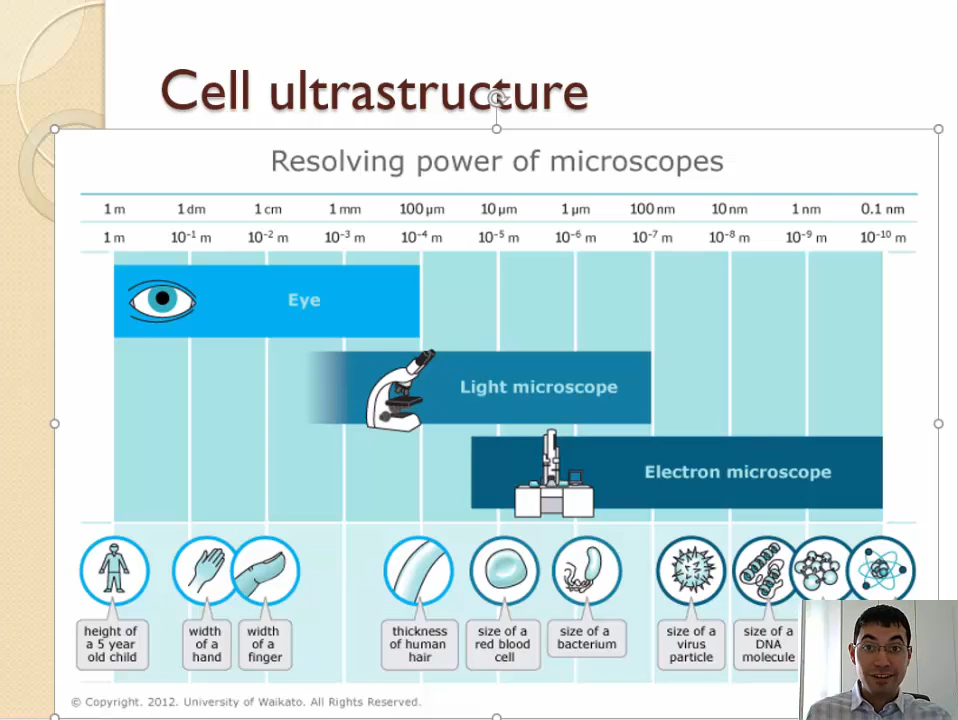 Cell ultrastructure
Resolving power of microscopes
1 m 1 dm 1 cm 1 mm 100 µm 10 µm 1 µm 100 nm 10 nm 1 nm 0.1 nm
1 m 10⁻¹ m 10⁻² m 10⁻³ m 10⁻⁴ m 10⁻⁵ m 10⁻⁶ m 10⁻⁷ m 10⁻⁸ m 10⁻⁹ m 10⁻¹⁰ m
Eye
Light microscope
Electron microscope
height of
a 5 year
old child
width
of a
hand
width
of a
finger
thickness
of human
hair
size of a
red blood
cell
size of a
bacterium
size of a
virus
particle
size of a
DNA
molecule
© Copyright. 2012. University of Waikato. All Rights Reserved.